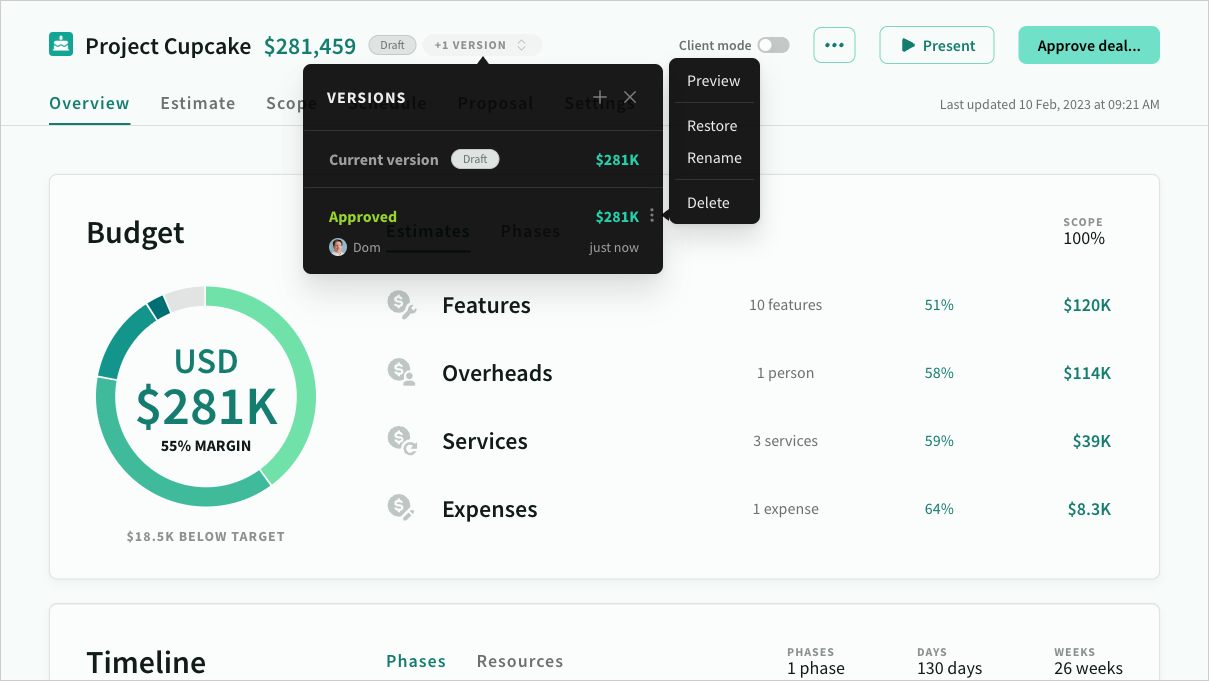 Project Cupcake $281,459 Draft +1 VERSION Client mode Present Approve deal...
Overview Estimate Scope Schedule Proposal Settings Last updated 10 Feb, 2023 at 09:21 AM
VERSIONS
Current version Draft $281K
Approved $281K
Dom just now
Preview
Restore
Rename
Delete
Budget Estimates Phases SCOPE
100%
USD
$281K
55% MARGIN
$18.5K BELOW TARGET
Features 10 features 51% $120K
Overheads 1 person 58% $114K
Services 3 services 59% $39K
Expenses 1 expense 64% $8.3K
Timeline Phases Resources
PHASES DAYS WEEKS
1 phase 130 days 26 weeks